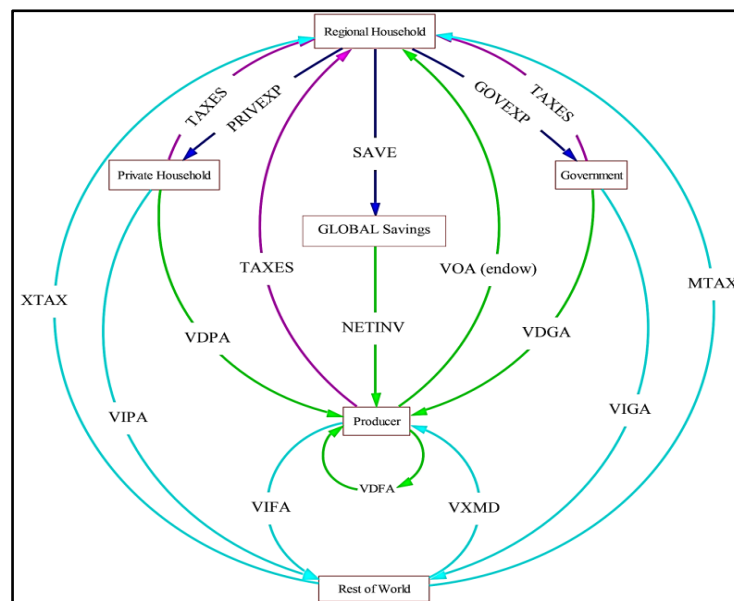 Regional Household
TAXES
PRIVEXP
GOVEXP
TAXES
SAVE
Private Household
Government
GLOBAL Savings
TAXES
VOA (endow)
XTAX
MTAX
NETINV
VDPA
VDGA
VIPA
Producer
VIGA
VDFA
VIFA
VXMD
Rest of World